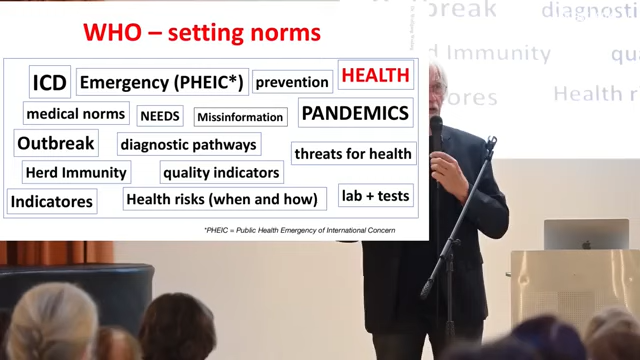 WHO – setting norms
ICD Emergency (PHEIC*) prevention HEALTH
medical norms NEEDS Missinformation PANDEMICS
Outbreak diagnostic pathways threats for health
Herd Immunity quality indicators
Indicatores Health risks (when and how) lab + tests
*PHEIC = Public Health Emergency of International Concern
break diagnosti
d Immunity qu
ores Health r